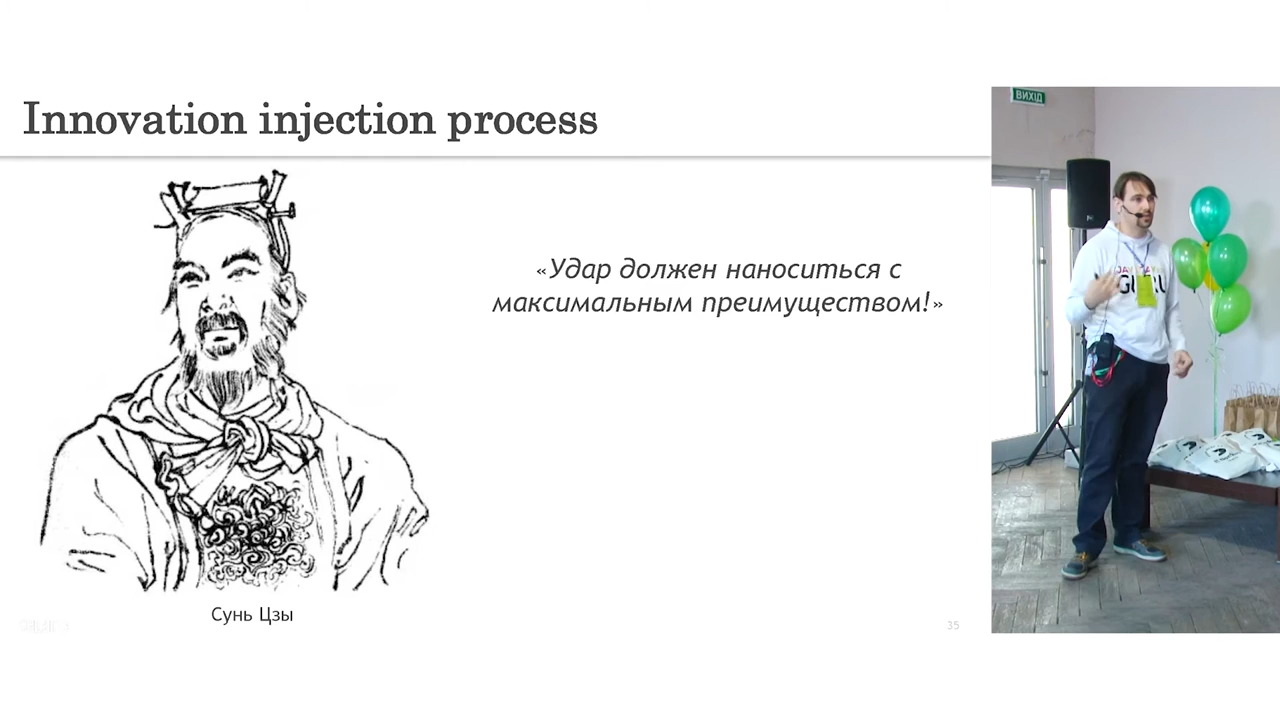 Innovation injection process
«Удар должен наноситься с
максимальным преимуществом!»
Сунь Цзы
35
ВИХІД